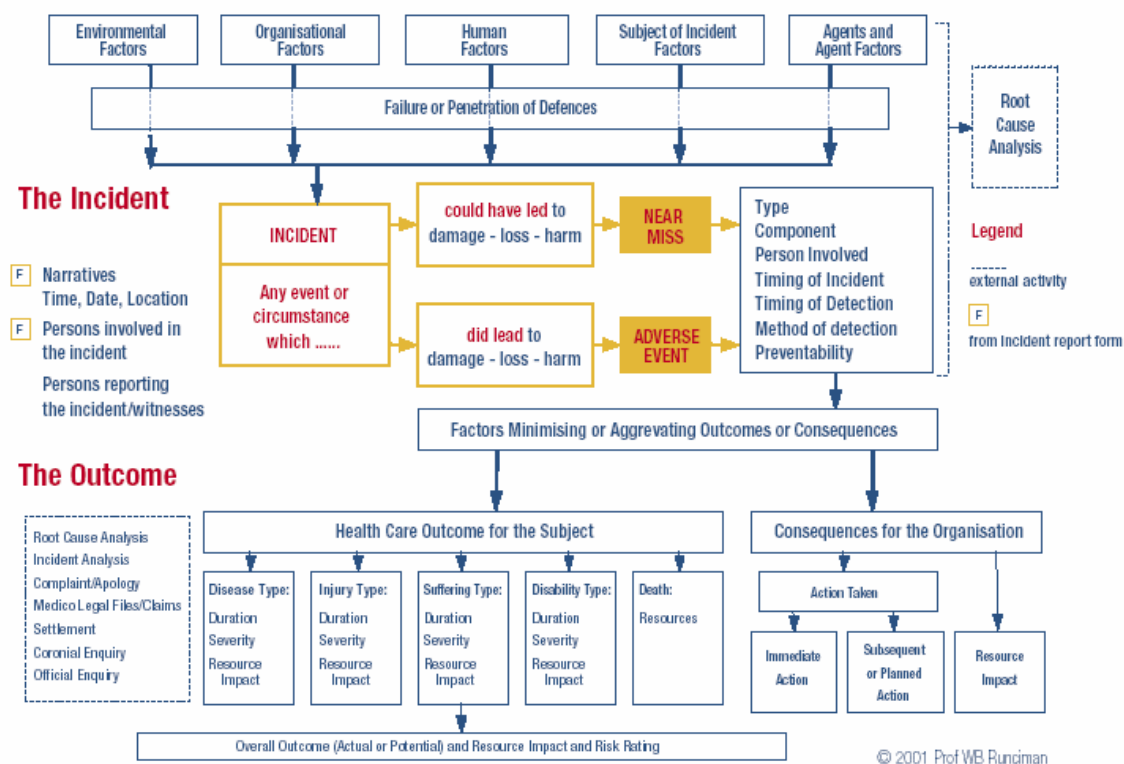 Environmental
Factors
Organisational
Factors
Human
Factors
Subject of Incident
Factors
Agents and
Agent Factors
Failure or Penetration of Defences
Root
Cause
Analysis
The Incident
F Narratives
Time, Date, Location
F Persons involved in
the incident
Persons reporting
the incident/witnesses
INCIDENT
Any event or
circumstance
which ......
could have led to
damage - loss - harm
NEAR
MISS
did lead to
damage - loss - harm
ADVERSE
EVENT
Type
Component
Person Involved
Timing of Incident
Timing of Detection
Method of detection
Preventability
Legend
external activity
F
from incident report form
Factors Minimising or Aggrevating Outcomes or Consequences
The Outcome
Root Cause Analysis
Incident Analysis
Complaint/Apology
Medico Legal Files/Claims
Settlement
Coronial Enquiry
Official Enquiry
Health Care Outcome for the Subject
Disease Type:
Duration
Severity
Resource
Impact
Injury Type:
Duration
Severity
Resource
Impact
Suffering Type:
Duration
Severity
Resource
Impact
Disability Type:
Duration
Severity
Resource
Impact
Death:
Resources
Consequences for the Organisation
Action Taken
Immediate
Action
Subsequent
or Planned
Action
Resource
Impact
Overall Outcome (Actual or Potential) and Resource Impact and Risk Rating
© 2001 Prof WB Runciman